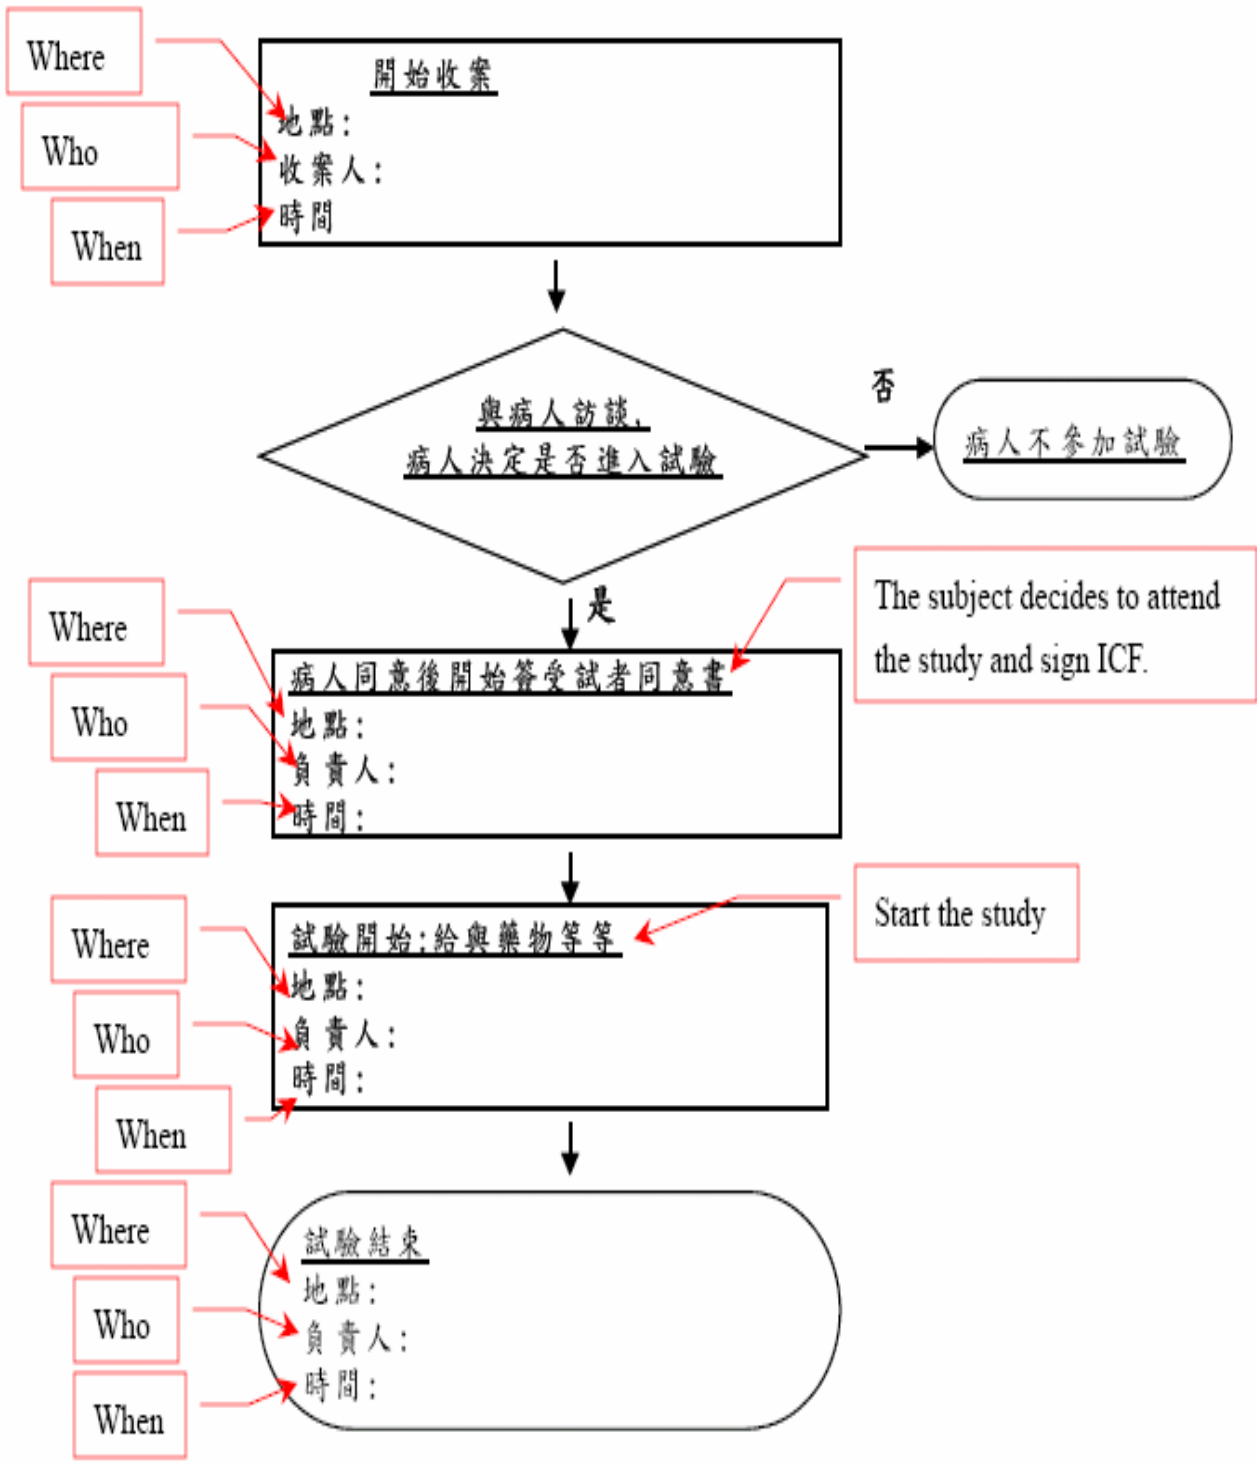 Where
Who
When
開始收案
地點:
收案人:
時間
與病人訪談,
病人決定是否進入試驗
否
病人不參加試驗
是
The subject decides to attend
the study and sign ICF.
Where
Who
When
病人同意後開始簽受試者同意書
地點:
負責人:
時間:
Start the study
Where
Who
When
試驗開始:給與藥物等等
地點:
負責人:
時間:
Where
Who
When
試驗結束
地點:
負責人:
時間: